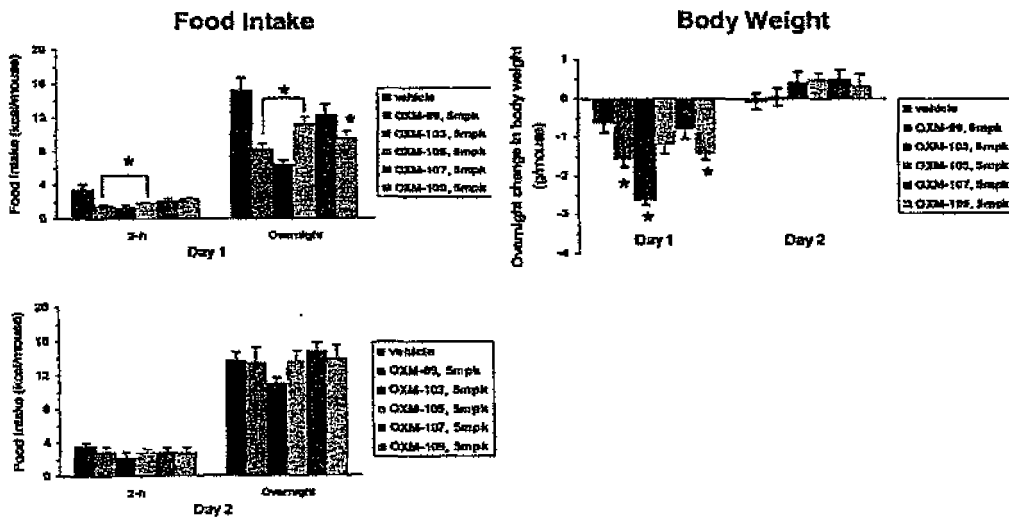 Food Intake
Food Intake (kcal/mouse)
20
16
12
8
4
0
*
*
*
2-h
Overnight
Day 1
vehicle
OXM-99, 5mpk
OXM-103, 5mpk
OXM-105, 5mpk
OXM-107, 5mpk
OXM-109, 5mpk
Body Weight
Overnight change in body weight
(g/mouse)
1
0
-1
-2
-3
-4
*
*
*
Day 1
Day 2
vehicle
OXM-99, 5mpk
OXM-103, 5mpk
OXM-105, 5mpk
OXM-107, 5mpk
OXM-109, 5mpk
Food Intake (kcal/mouse)
20
16
12
8
4
0
2-h
Overnight
Day 2
vehicle
OXM-99, 5mpk
OXM-103, 5mpk
OXM-105, 5mpk
OXM-107, 5mpk
OXM-109, 5mpk